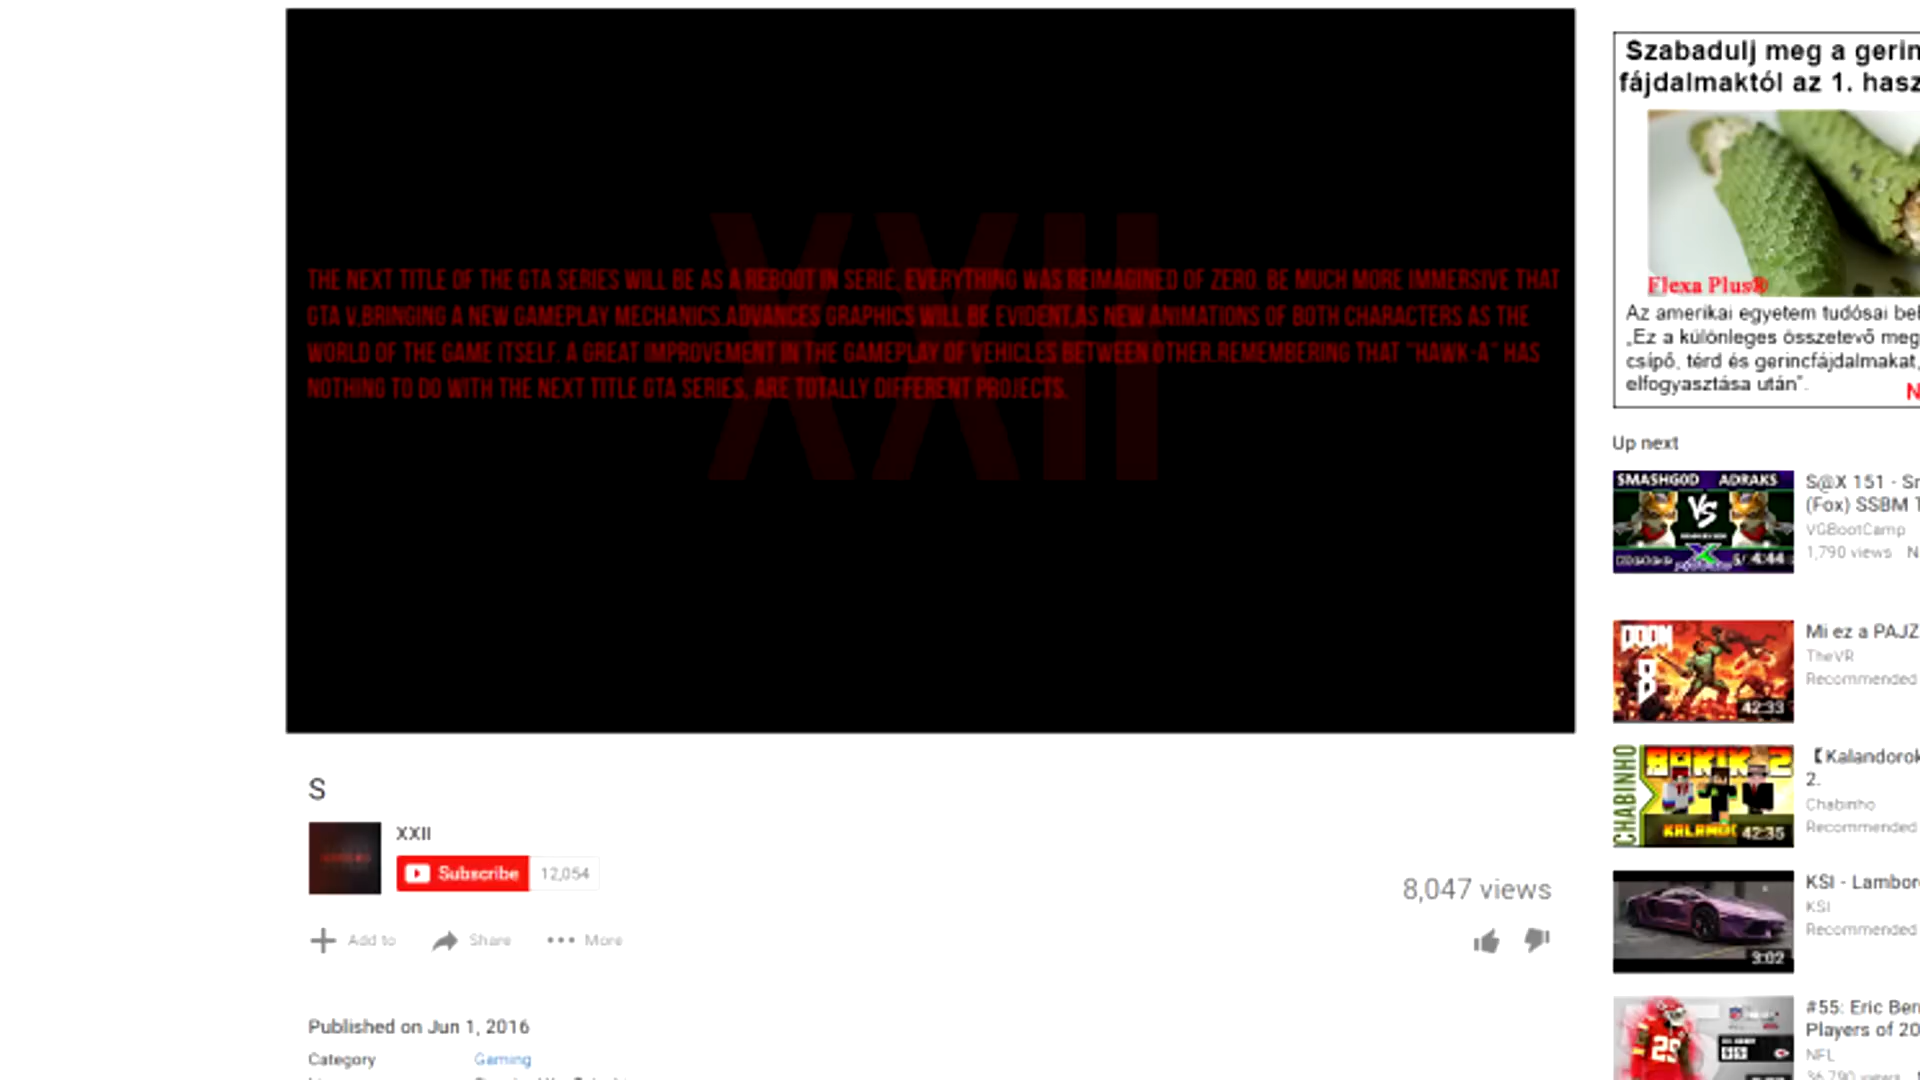 XXII
THE NEXT TITLE OF THE GTA SERIES WILL BE AS A REBOOT IN SERIE, EVERYTHING WAS REIMAGINED OF ZERO. BE MUCH MORE IMMERSIVE THAT
GTA V,BRINGING A NEW GAMEPLAY MECHANICS.ADVANCES GRAPHICS WILL BE EVIDENT,AS NEW ANIMATIONS OF BOTH CHARACTERS AS THE
WORLD OF THE GAME ITSELF. A GREAT IMPROVEMENT IN THE GAMEPLAY OF VEHICLES BETWEEN OTHER.REMEMBERING THAT "HAWK-A" HAS
NOTHING TO DO WITH THE NEXT TITLE GTA SERIES, ARE TOTALLY DIFFERENT PROJECTS.
S
XXII
Subscribe 12,054
8,047 views
Add to Share More
Published on Jun 1, 2016
Category Gaming
Szabadulj meg a gerin
fájdalmaktól az 1. hasz
Flexa Plus®
Az amerikai egyetem tudósai be
„Ez a különleges összetevő meg
csípő, térd és gerincfájdalmakat,
elfogyasztása után”.
N
Up next
SMASHG0D ADRAKS
VS
4:44
S@X 151 - Sm
(Fox) SSBM T
VGBootCamp
1,790 views N
DOOM
8
42:33
Mi ez a PAJZ
TheVR
Recommended
CHABINHO
42:35
【Kalandorok
2.
Chabinho
Recommended
3:02
KSI - Lambor
KSI
Recommended
#55: Eric Ber
Players of 20
NFL
36,790 views